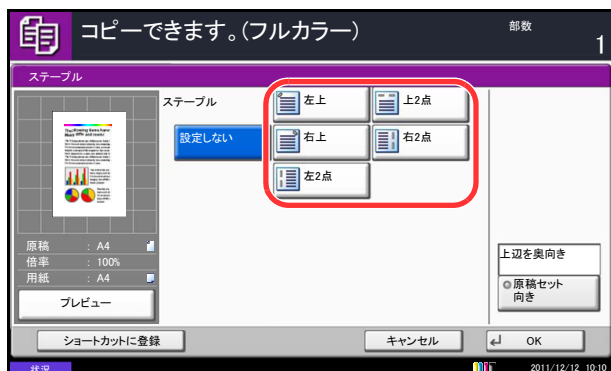 コピーできます。(フルカラー)
部数
1
ステープル
ステープル
設定しない
左上
上2点
右上
右2点
左2点
原稿 : A4
倍率 : 100%
用紙 : A4
プレビュー
上辺を奥向き
原稿セット
向き
ショートカットに登録
キャンセル
OK
状況
2011/12/12 10:10